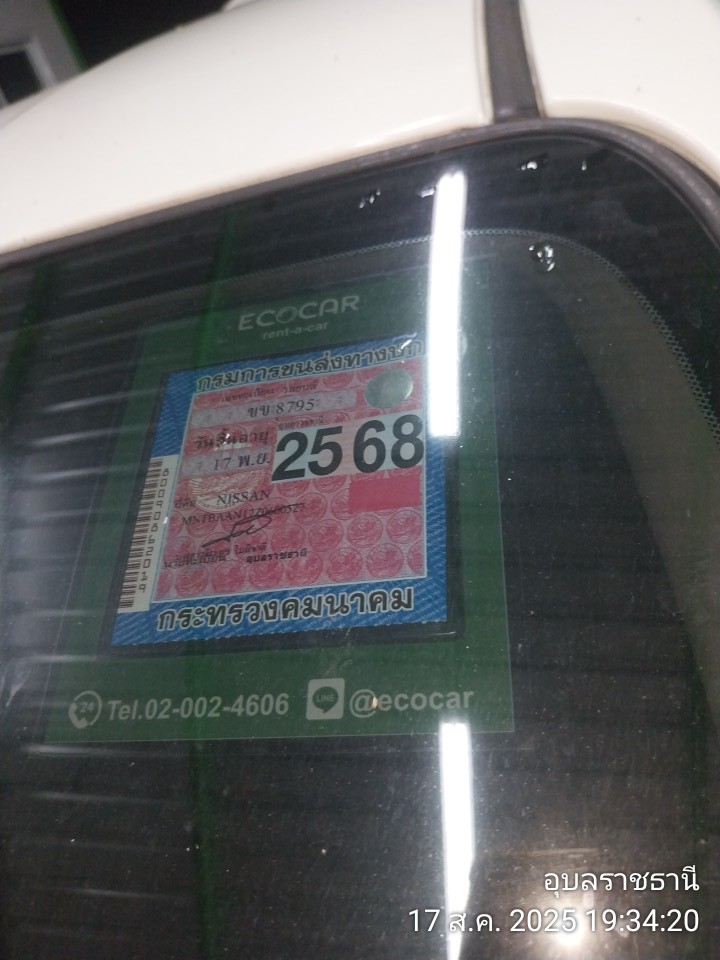 ECOCAR
rent-a-car
กรมการขนส่งทางบก
ขข 8795
วันสิ้นอายุ
17 พ.ย. 2568
NISSAN
อุบลราชธานี
กระทรวงคมนาคม
24 Tel.02-002-4606 LINE @ecocar
อุบลราชธานี
17 ส.ค. 2025 19:34:20